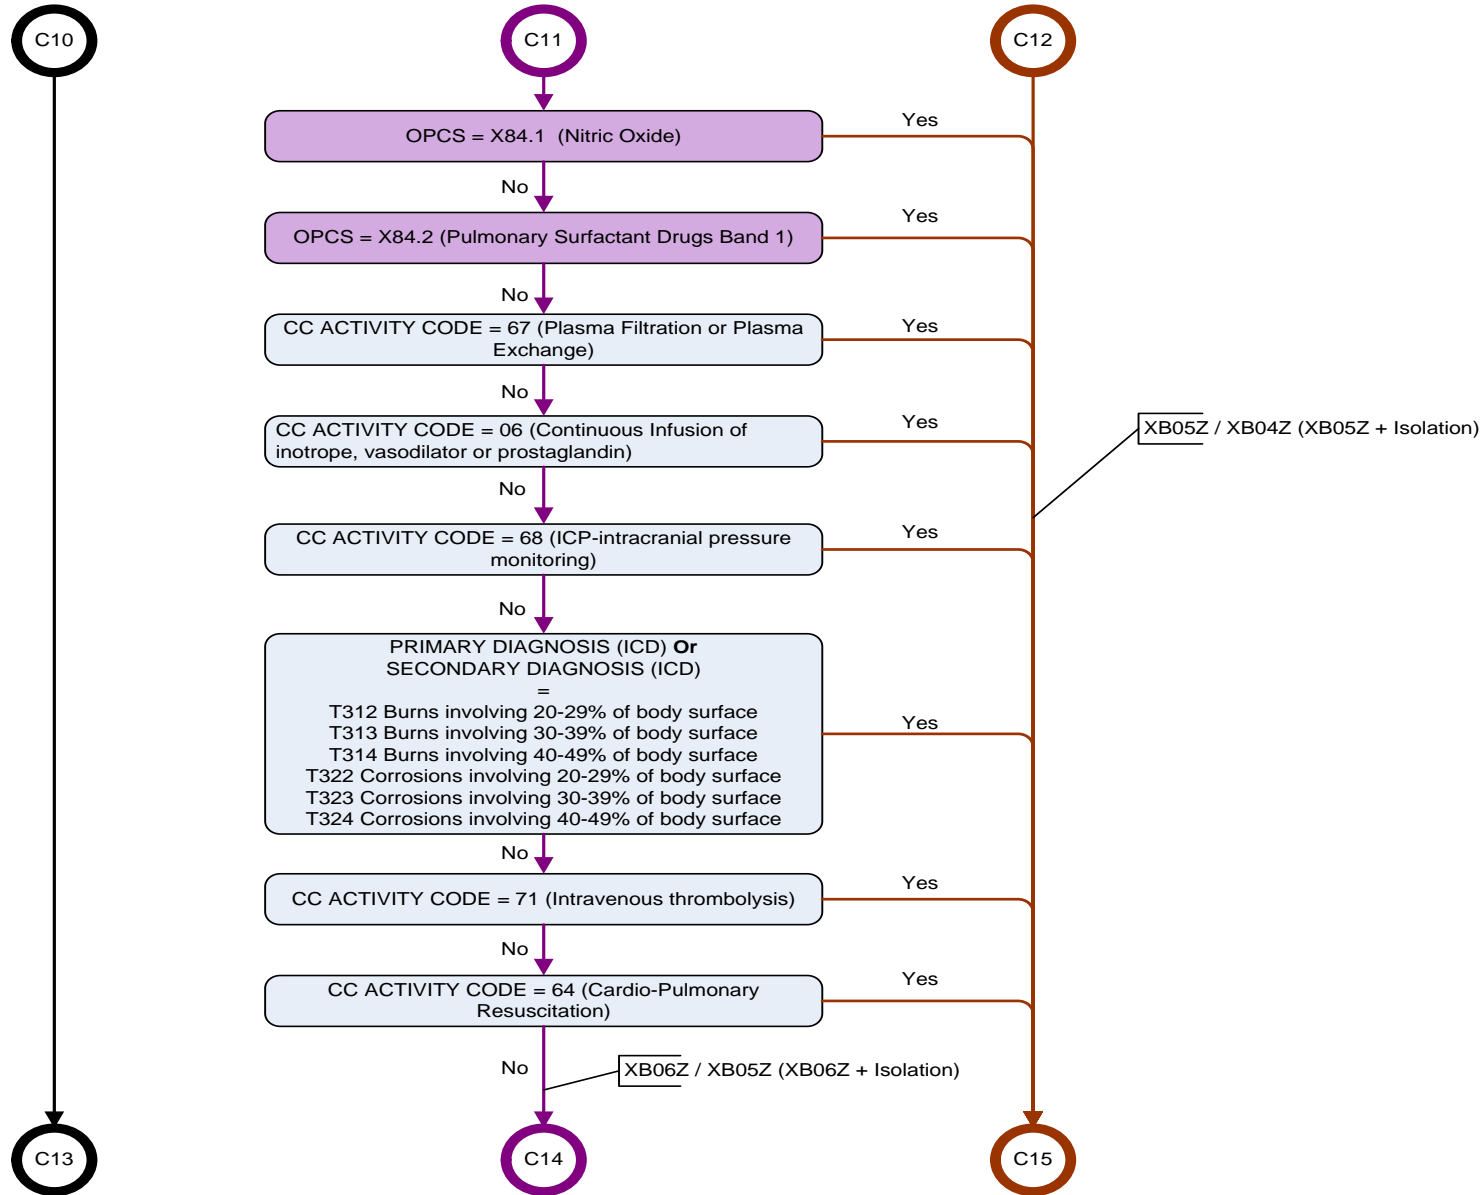 C10
C11
C12
OPCS = X84.1  (Nitric Oxide)
Yes
No
OPCS = X84.2 (Pulmonary Surfactant Drugs Band 1)
Yes
No
CC ACTIVITY CODE = 67 (Plasma Filtration or Plasma
Exchange)
Yes
No
CC ACTIVITY CODE = 06 (Continuous Infusion of
inotrope, vasodilator or prostaglandin)
Yes
XB05Z / XB04Z (XB05Z + Isolation)
No
CC ACTIVITY CODE = 68 (ICP-intracranial pressure
monitoring)
Yes
No
PRIMARY DIAGNOSIS (ICD) Or
SECONDARY DIAGNOSIS (ICD)
=
T312 Burns involving 20-29% of body surface
T313 Burns involving 30-39% of body surface
T314 Burns involving 40-49% of body surface
T322 Corrosions involving 20-29% of body surface
T323 Corrosions involving 30-39% of body surface
T324 Corrosions involving 40-49% of body surface
Yes
No
CC ACTIVITY CODE = 71 (Intravenous thrombolysis)
Yes
No
CC ACTIVITY CODE = 64 (Cardio-Pulmonary
Resuscitation)
Yes
No
XB06Z / XB05Z (XB06Z + Isolation)
C13
C14
C15